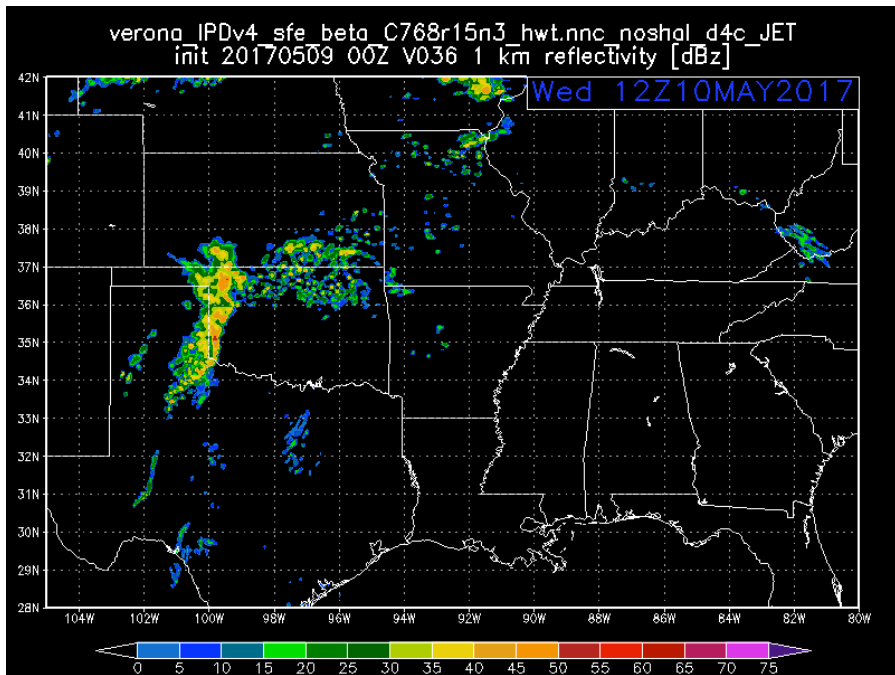 verona_IPDv4_sfe_beta_C768r15n3_hwt.nnc_noshal_d4c_JET
init 20170509 00Z V036 1 km reflectivity [dBz]
Wed 12Z10MAY2017
42N
41N
40N
39N
38N
37N
36N
35N
34N
33N
32N
31N
30N
29N
28N
104W 102W 100W 98W 96W 94W 92W 90W 88W 86W 84W 82W 80W
0 5 10 15 20 25 30 35 40 45 50 55 60 65 70 75